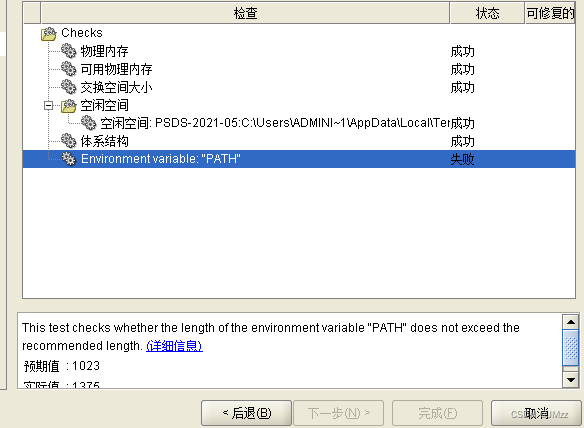 检查 状态 可修复的
Checks
物理内存 成功
可用物理内存 成功
交换空间大小 成功
空闲空间 成功
空闲空间: PSDS-2021-05:C:\Users\ADMINI~1\AppData\Local\Ter 成功
体系结构 成功
Environment variable: "PATH" 失败
This test checks whether the length of the environment variable "PATH" does not exceed the
recommended length. (详细信息)
预期值 : 1023
实际值 : 1375
< 后退(B) 下一步(N) > 完成(F) 取消